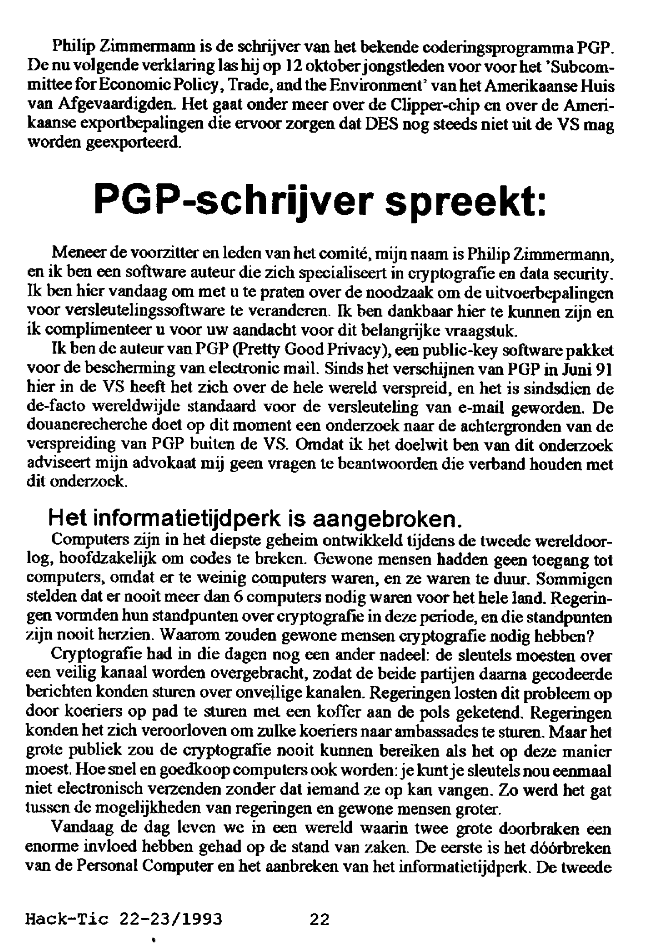 Philip Zimmermann is de schrijver van het bekende coderingsprogramma PGP.
De nu volgende verklaring las hij op 12 oktober jongstleden voor voor het 'Subcom-
mittee for Economic Policy, Trade, and the Environment' van het Amerikaanse Huis
van Afgevaardigden. Het gaat onder meer over de Clipper-chip en over de Ameri-
kaanse exportbepalingen die ervoor zorgen dat DES nog steeds niet uit de VS mag
worden geexporteerd.
PGP-schrijver spreekt:
Meneer de voorzitter en leden van het comité, mijn naam is Philip Zimmermann,
en ik ben een software auteur die zich specialiseert in cryptografie en data security.
Ik ben hier vandaag om met u te praten over de noodzaak om de uitvoerbepalingen
voor versleutelingssoftware te veranderen. Ik ben dankbaar hier te kunnen zijn en
ik complimenteer u voor uw aandacht voor dit belangrijke vraagstuk.
Ik ben de auteur van PGP (Pretty Good Privacy), een public-key software pakket
voor de bescherming van electronic mail. Sinds het verschijnen van PGP in Juni 91
hier in de VS heeft het zich over de hele wereld verspreid, en het is sindsdien de
de-facto wereldwijde standaard voor de versleuteling van e-mail geworden. De
douanerecherche doet op dit moment een onderzoek naar de achtergronden van de
verspreiding van PGP buiten de VS. Omdat ik het doelwit ben van dit onderzoek
adviseert mijn advokaat mij geen vragen te beantwoorden die verband houden met
dit onderzoek.
Het informatietijdperk is aangebroken.
Computers zijn in het diepste geheim ontwikkeld tijdens de tweede wereldoor-
log, hoofdzakelijk om codes te breken. Gewone mensen hadden geen toegang tot
computers, omdat er te weinig computers waren, en ze waren te duur. Sommigen
stelden dat er nooit meer dan 6 computers nodig waren voor het hele land. Regerin-
gen vormden hun standpunten over cryptografie in deze periode, en die standpunten
zijn nooit herzien. Waarom zouden gewone mensen cryptografie nodig hebben?
Cryptografie had in die dagen nog een ander nadeel: de sleutels moesten over
een veilig kanaal worden overgebracht, zodat de beide partijen daarna gecodeerde
berichten konden sturen over onveilige kanalen. Regeringen losten dit probleem op
door koeriers op pad te sturen met een koffer aan de pols geketend. Regeringen
konden het zich veroorloven om zulke koeriers naar ambassades te sturen. Maar het
grote publiek zou de cryptografie nooit kunnen bereiken als het op deze manier
moest. Hoe snel en goedkoop computers ook worden: je kunt je sleutels nou eenmaal
niet electronisch verzenden zonder dat iemand ze op kan vangen. Zo werd het gat
tussen de mogelijkheden van regeringen en gewone mensen groter.
Vandaag de dag leven we in een wereld waarin twee grote doorbraken een
enorme invloed hebben gehad op de stand van zaken. De eerste is het dóórbreken
van de Personal Computer en het aanbreken van het informatietijdperk. De tweede
Hack-Tic 22-23/1993 22